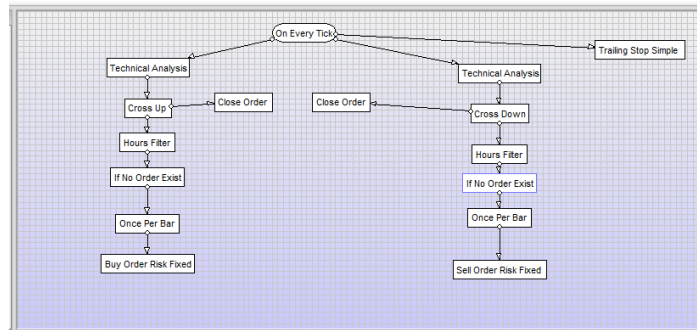 On Every Tick
Trailing Stop Simple
Technical Analysis
Technical Analysis
Cross Up
Close Order
Close Order
Cross Down
Hours Filter
Hours Filter
If No Order Exist
If No Order Exist
Once Per Bar
Once Per Bar
Buy Order Risk Fixed
Sell Order Risk Fixed